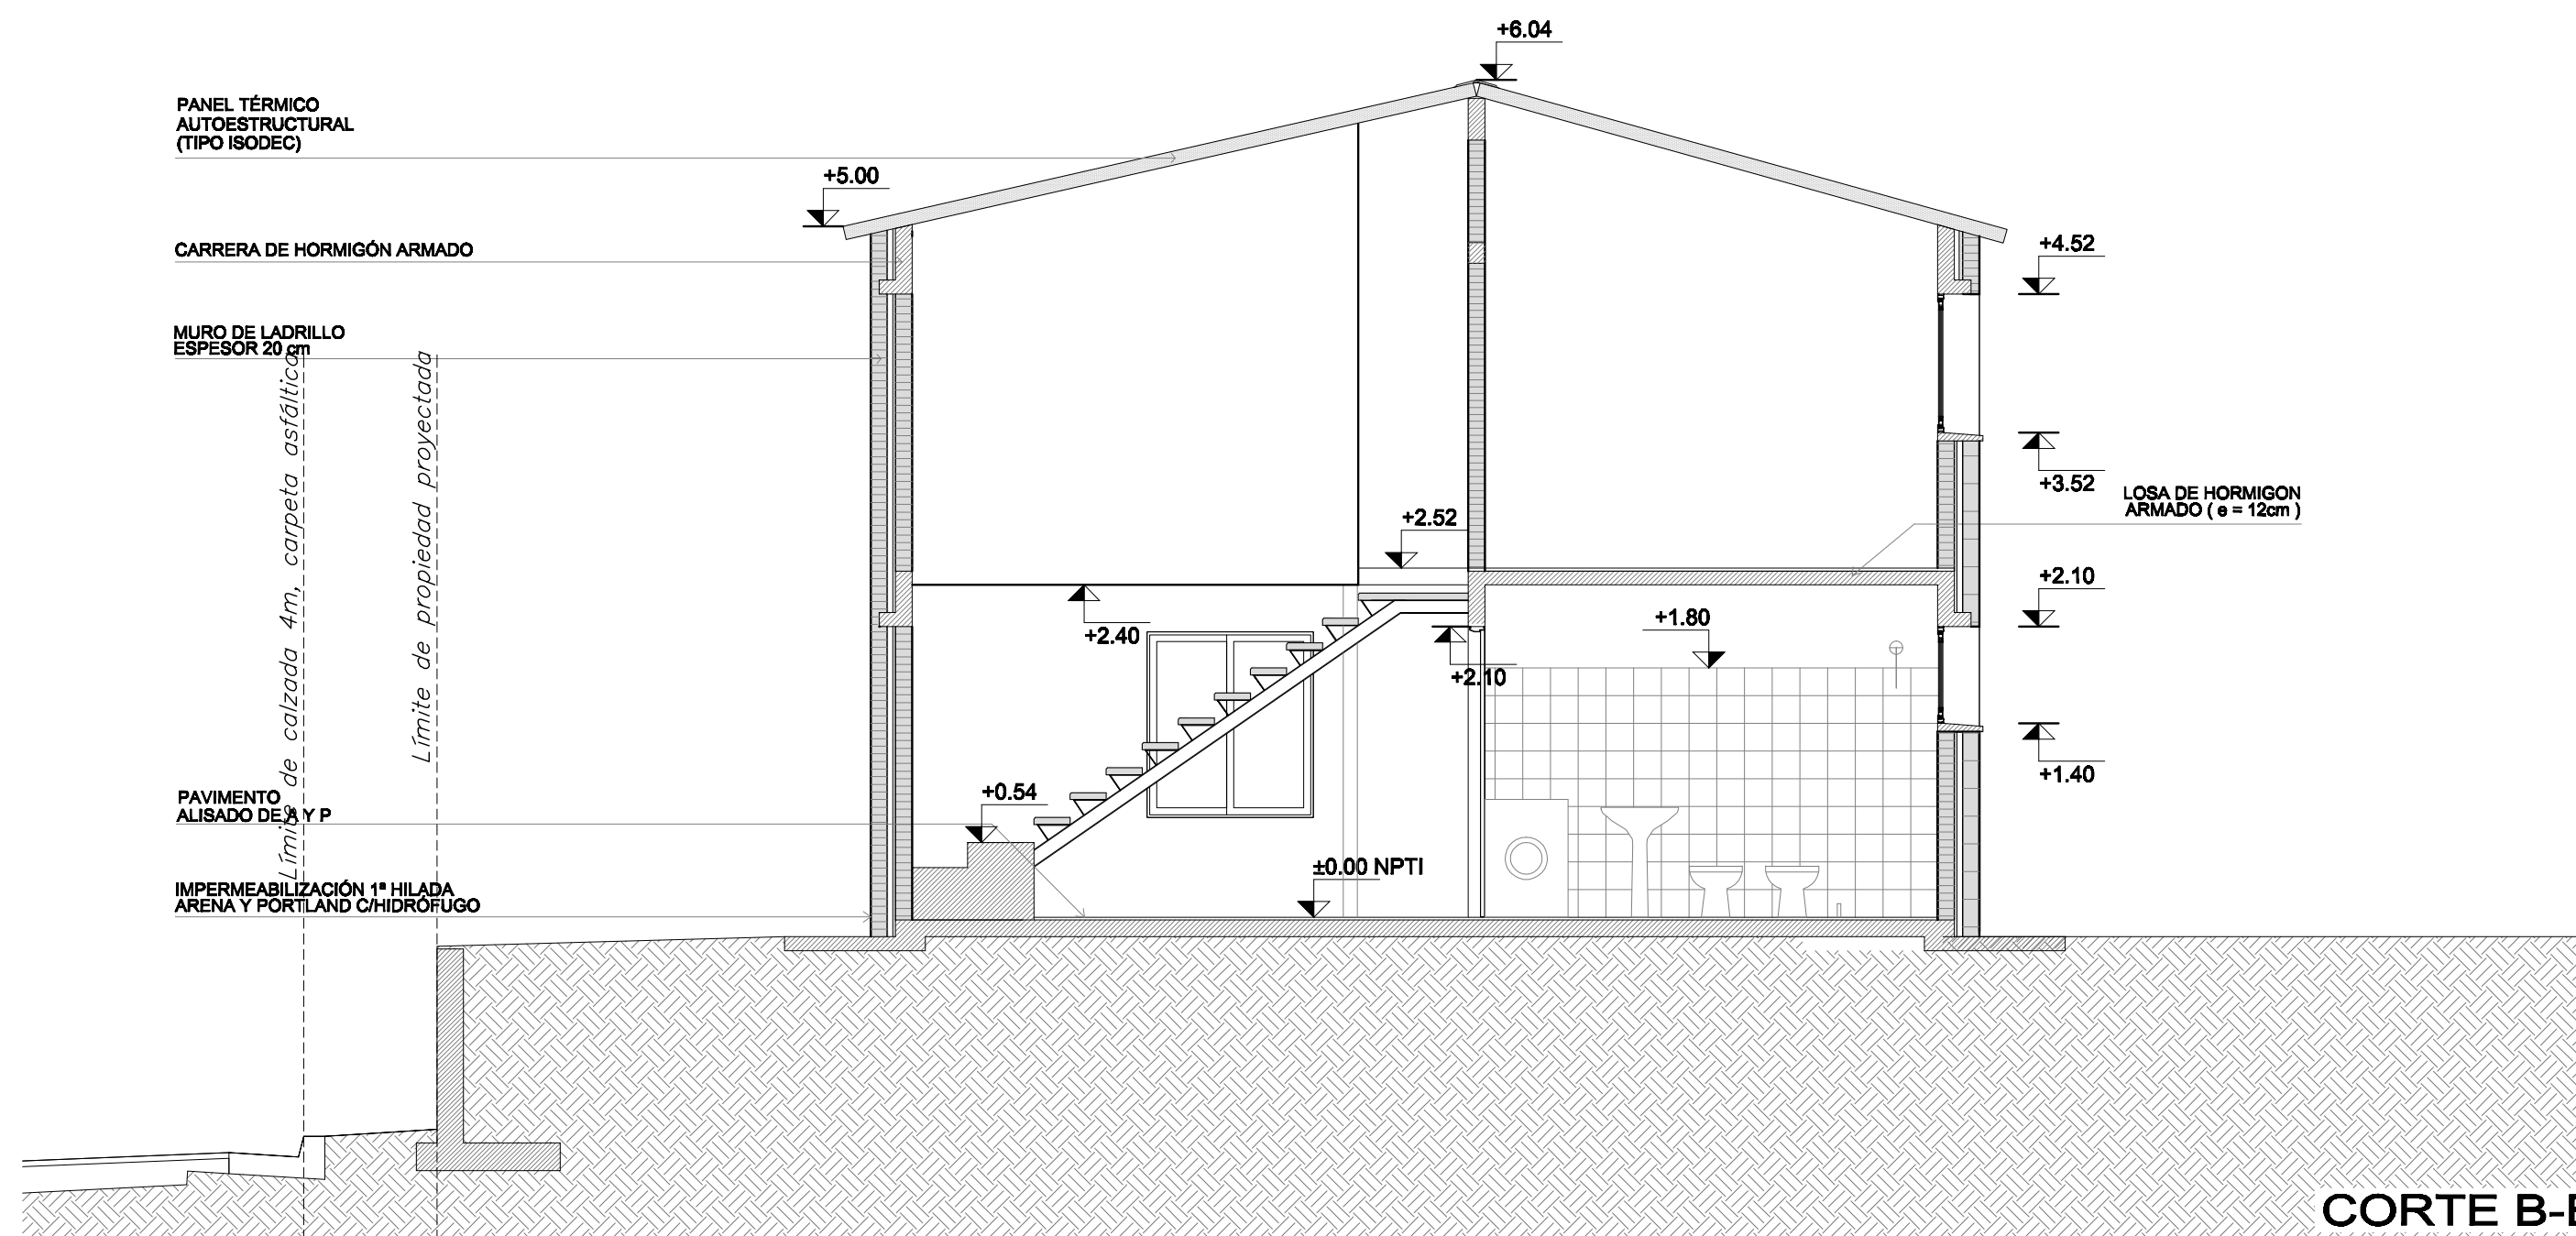 +6.04
PANEL TÉRMICO
AUTOESTRUCTURAL
(TIPO ISODEC)
+5.00
CARRERA DE HORMIGÓN ARMADO
+4.52
MURO DE LADRILLO
ESPESOR 20 cm
Límite de calzada 4m, carpeta asfáltica
Límite de propiedad proyectada
+3.52
LOSA DE HORMIGON
ARMADO ( e = 12cm )
+2.52
+2.10
+1.80
+2.40
+2.10
+1.40
PAVIMENTO
ALISADO DE A Y P
+0.54
±0.00 NPTI
IMPERMEABILIZACIÓN 1ª HILADA
ARENA Y PORTLAND C/HIDRÓFUGO
CORTE B-